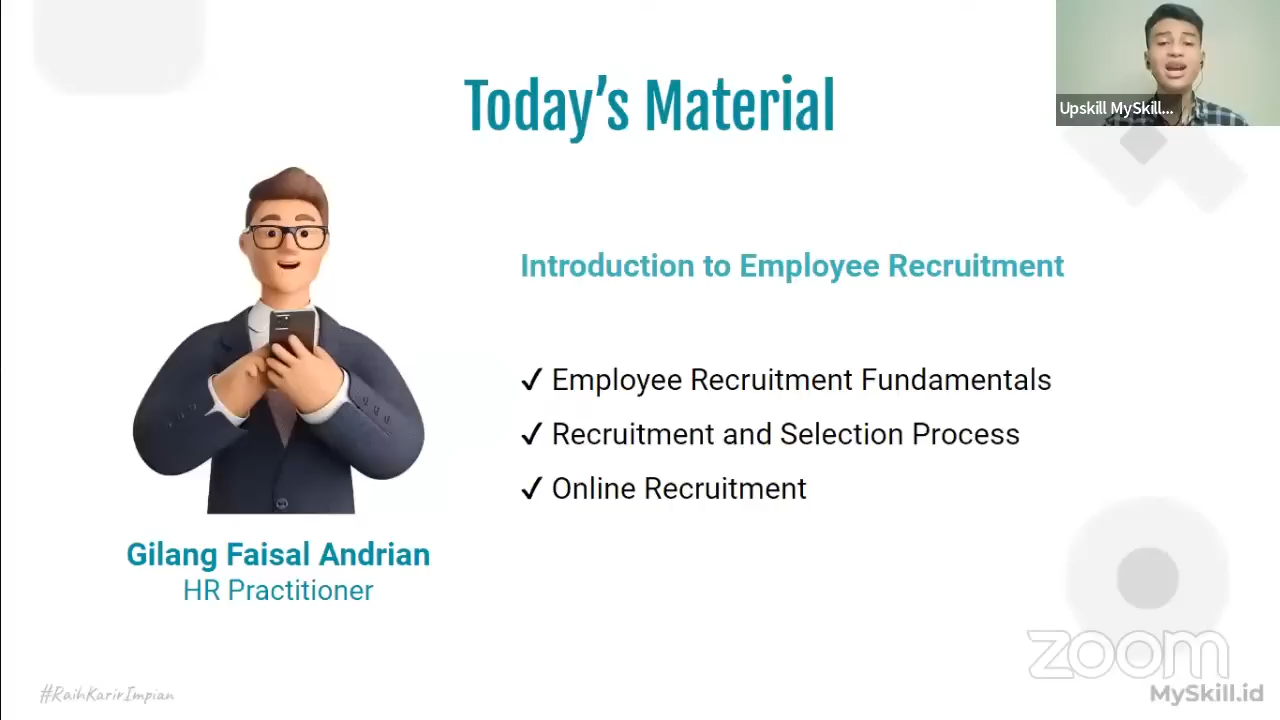 Today's Material
Upskill MySkill...
Introduction to Employee Recruitment
✓ Employee Recruitment Fundamentals
✓ Recruitment and Selection Process
✓ Online Recruitment
Gilang Faisal Andrian
HR Practitioner
#RaihKarirImpian
zoom
MySkill.id